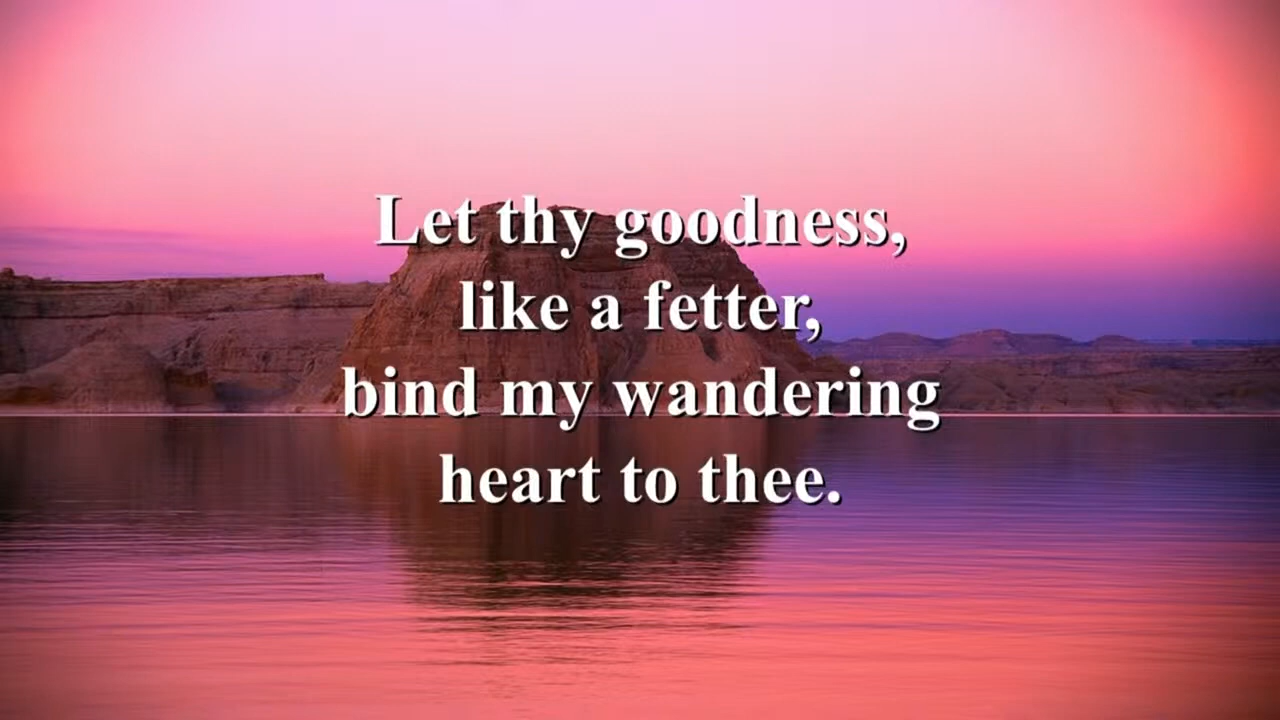 Let thy goodness,
like a fetter,
bind my wandering
heart to thee.